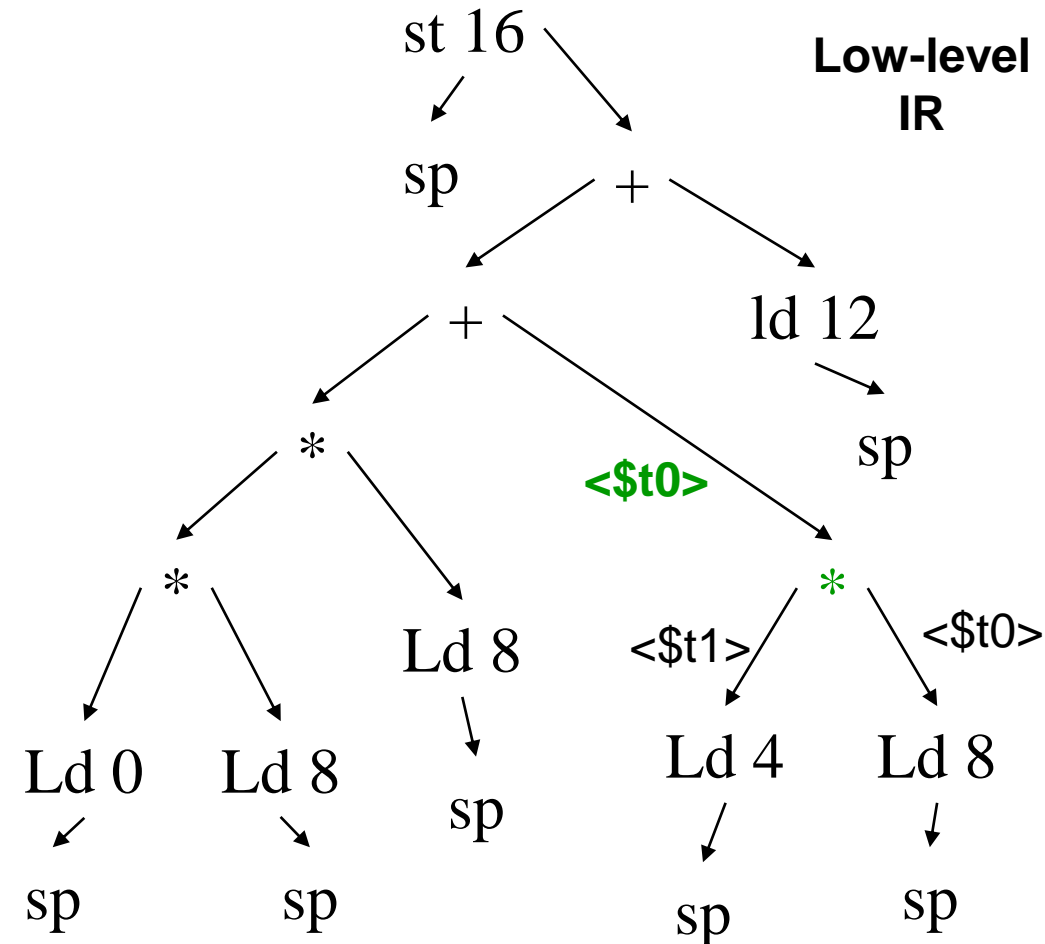 st 16
Low-level
IR
sp
+
+
ld 12
*
sp
<$t0>
*
*
Ld 8
<$t1>
<$t0>
Ld 0
Ld 8
sp
Ld 4
Ld 8
sp
sp
sp
sp